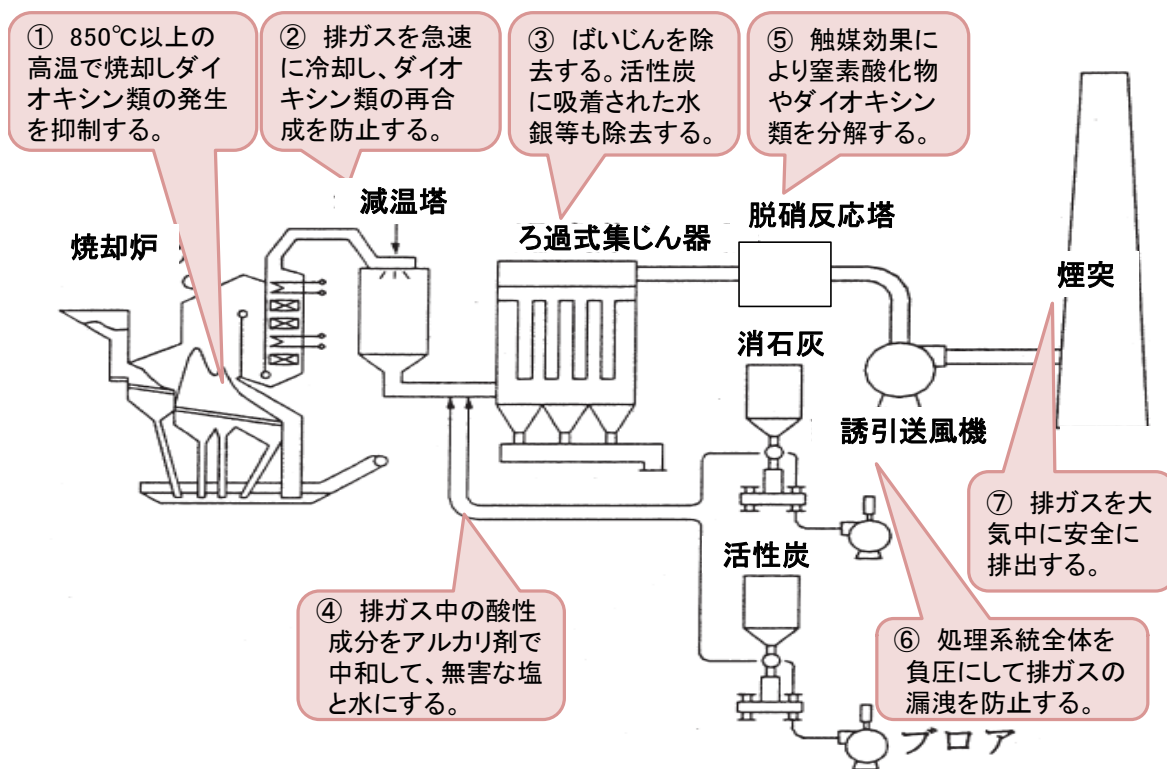 ① 850℃以上の
高温で焼却しダイ
オキシン類の発生
を抑制する。
② 排ガスを急速
に冷却し、ダイオ
キシン類の再合
成を防止する。
③ ばいじんを除
去する。活性炭
に吸着された水
銀等も除去する。
⑤ 触媒効果に
より窒素酸化物
やダイオキシン
類を分解する。
減温塔
脱硝反応塔
焼却炉
ろ過式集じん器
煙突
消石灰
誘引送風機
⑦ 排ガスを大
気中に安全に
排出する。
活性炭
④ 排ガス中の酸性
成分をアルカリ剤で
中和して、無害な塩
と水にする。
⑥ 処理系統全体を
負圧にして排ガスの
漏洩を防止する。
ブロア